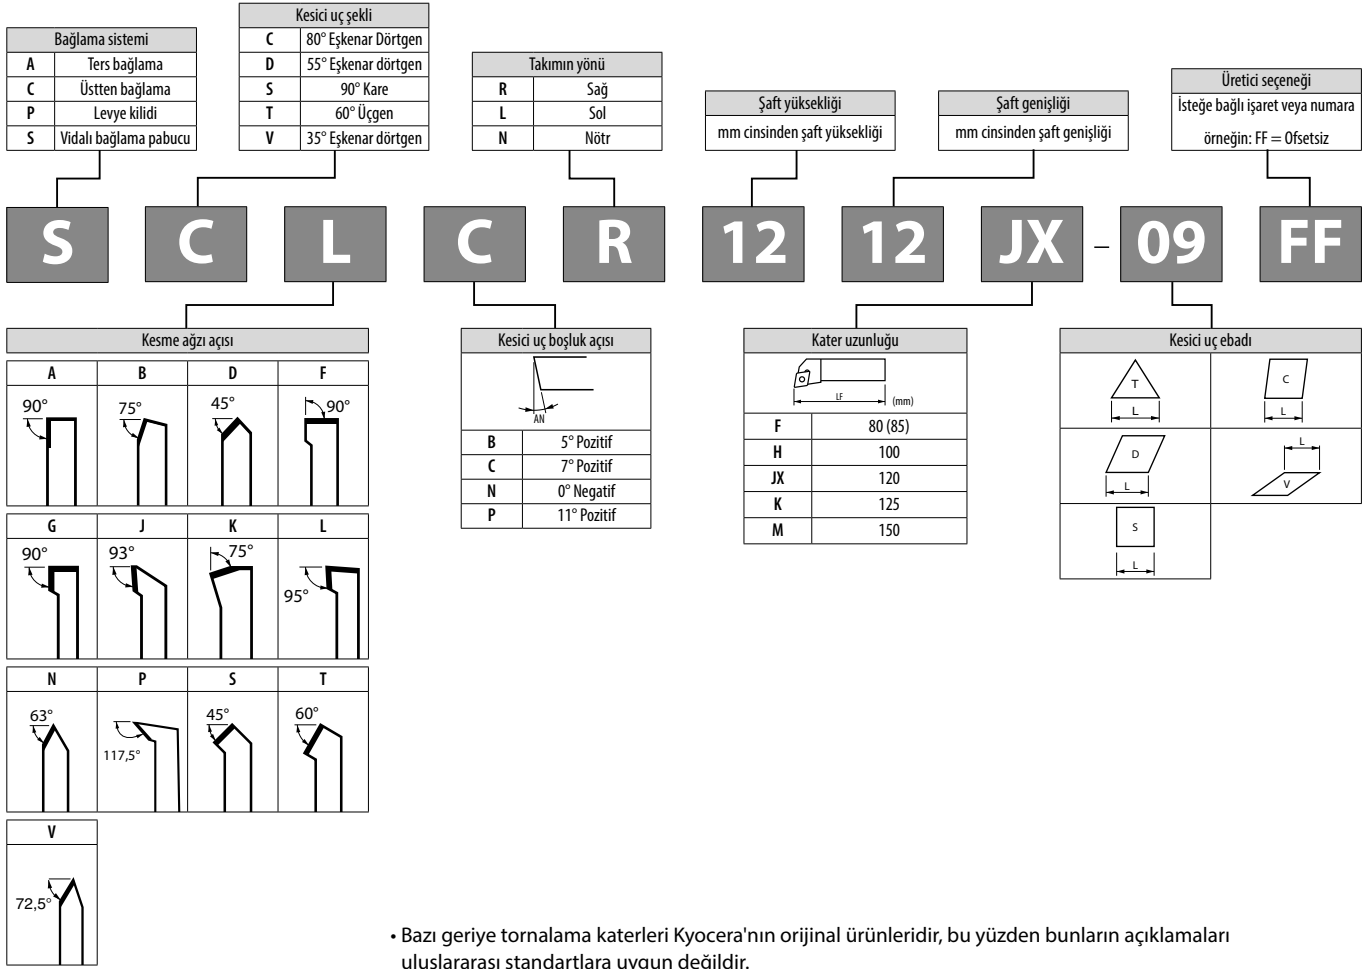 Bağlama sistemi
A Ters bağlama
C Üstten bağlama
P Levye kilidi
S Vidalı bağlama pabucu
Kesici uç şekli
C 80° Eşkenar Dörtgen
D 55° Eşkenar dörtgen
S 90° Kare
T 60° Üçgen
V 35° Eşkenar dörtgen
Takımın yönü
R Sağ
L Sol
N Nötr
Şaft yüksekliği
mm cinsinden şaft yüksekliği
Şaft genişliği
mm cinsinden şaft genişliği
Üretici seçeneği
İsteğe bağlı işaret veya numara
örneğin: FF = Ofsetsiz
S C L C R 12 12 JX – 09 FF
Kesme ağzı açısı
A B D F
90° 75° 45° 90°
G J K L
90° 93° 75° 95°
N P S T
63° 117,5° 45° 60°
V
72,5°
Kesici uç boşluk açısı
AN
B 5° Pozitif
C 7° Pozitif
N 0° Negatif
P 11° Pozitif
Kater uzunluğu
LF (mm)
F 80 (85)
H 100
JX 120
K 125
M 150
Kesici uç ebadı
T C
L L
D V
L L
S
L
• Bazı geriye tornalama katerleri Kyocera'nın orijinal ürünleridir, bu yüzden bunların açıklamaları
uluslararası standartlara uygun değildir.